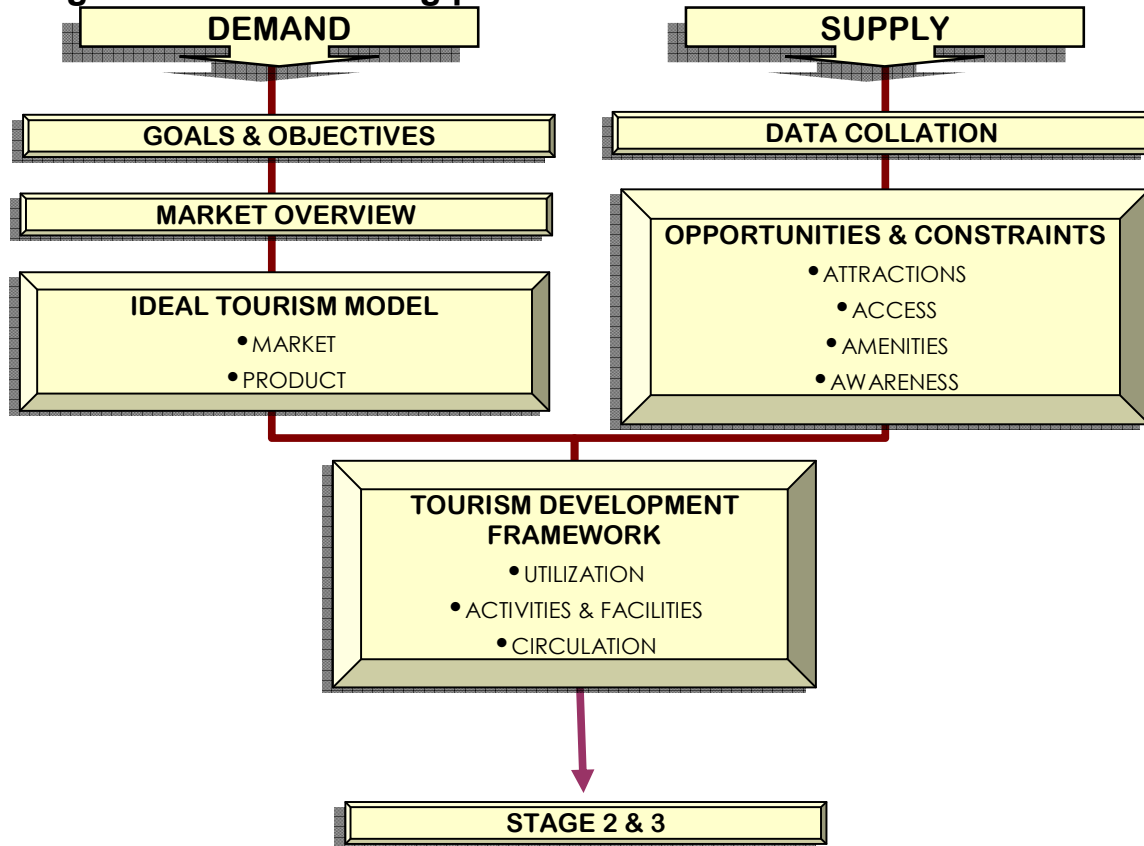 DEMAND
SUPPLY
GOALS & OBJECTIVES
DATA COLLATION
MARKET OVERVIEW
OPPORTUNITIES & CONSTRAINTS
• ATTRACTIONS
• ACCESS
• AMENITIES
• AWARENESS
IDEAL TOURISM MODEL
• MARKET
• PRODUCT
TOURISM DEVELOPMENT
FRAMEWORK
• UTILIZATION
• ACTIVITIES & FACILITIES
• CIRCULATION
STAGE 2 & 3